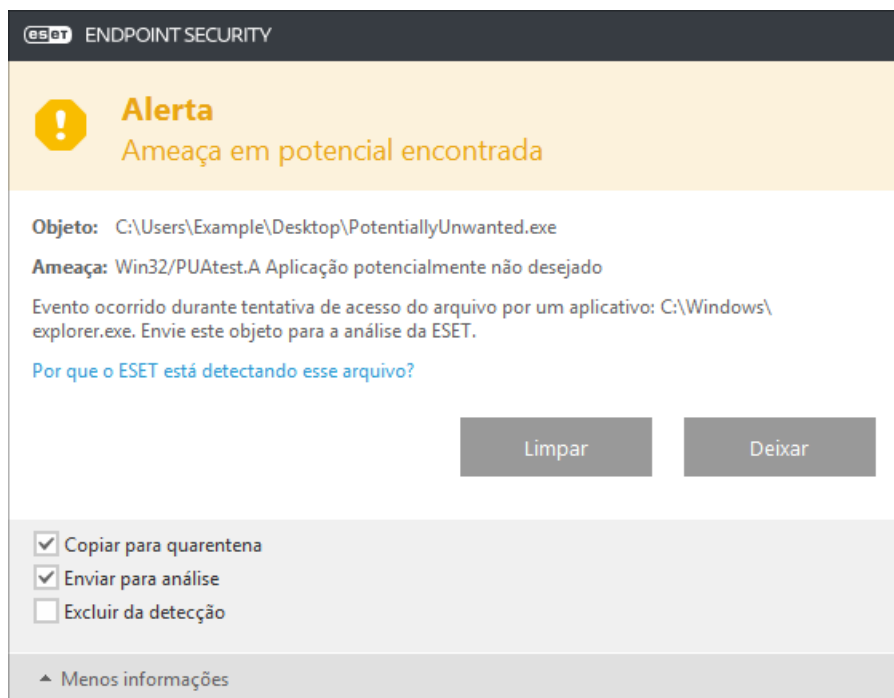 eset ENDPOINT SECURITY
Alerta
Ameaça em potencial encontrada
Objeto: C:\Users\Example\Desktop\PotentiallyUnwanted.exe
Ameaça: Win32/PUAtest.A Aplicação potencialmente não desejado
Evento ocorrido durante tentativa de acesso do arquivo por um aplicativo: C:\Windows\
explorer.exe. Envie este objeto para a análise da ESET.
Por que o ESET está detectando esse arquivo?
Limpar Deixar
Copiar para quarentena
Enviar para análise
Excluir da detecção
Menos informações